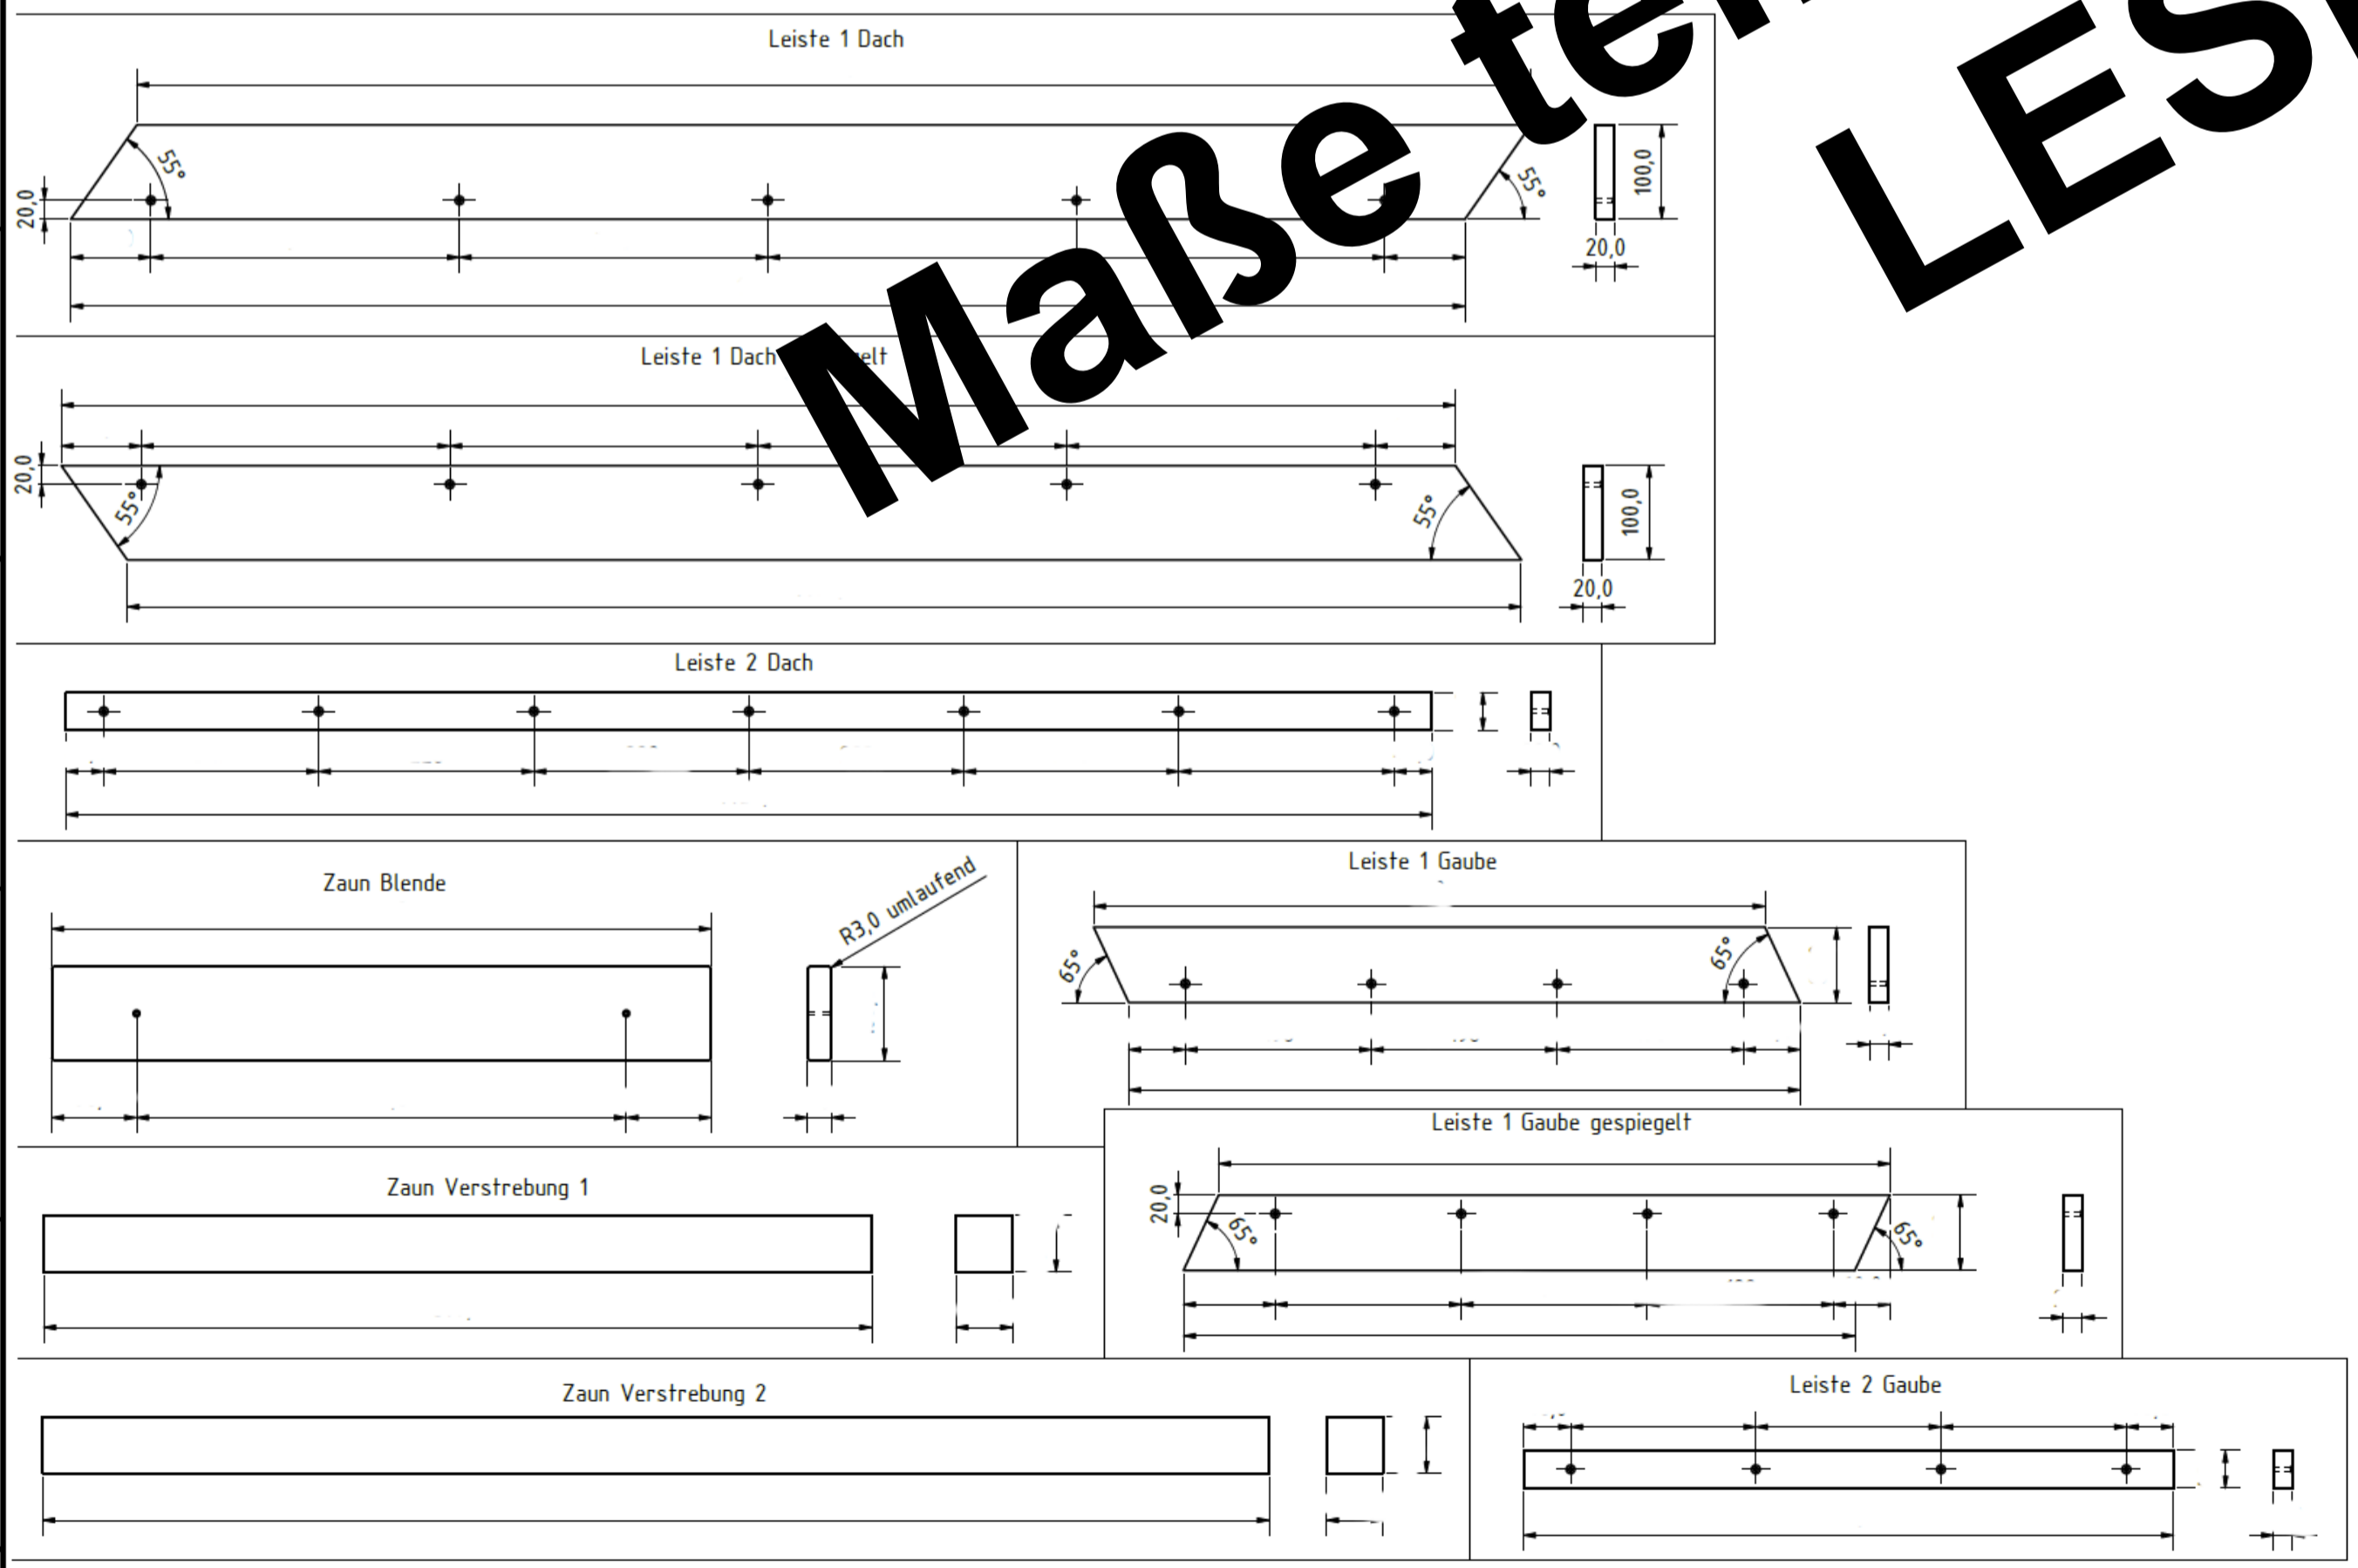 Leiste 1 Dach
55°
20,0
55°
100,0
20,0
Maße
LES
Leiste 1 Dach
20,0
55°
55°
100,0
20,0
Leiste 2 Dach
Zaun Blende
R3,0 umlaufend
Leiste 1 Gaube
65°
65°
Leiste 1 Gaube gespiegelt
20,0
65°
65°
Zaun Verstrebung 1
Zaun Verstrebung 2
Leiste 2 Gaube